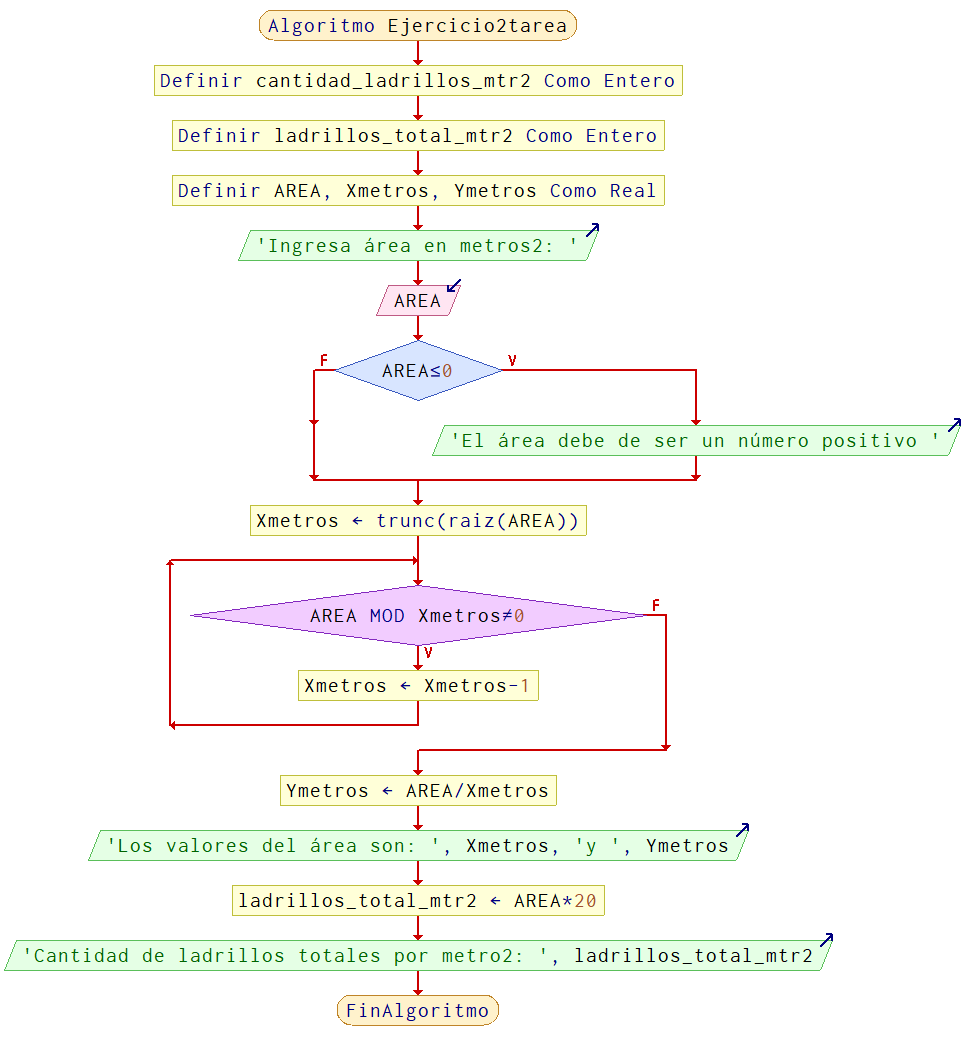 Algoritmo Ejercicio2tarea
Definir cantidad_ladrillos_mtr2 Como Entero
Definir ladrillos_total_mtr2 Como Entero
Definir AREA, Xmetros, Ymetros Como Real
'Ingresa área en metros2: '
AREA
F
V
AREA≤0
'El área debe de ser un número positivo '
Xmetros ← trunc(raiz(AREA))
F
AREA MOD Xmetros≠0
V
Xmetros ← Xmetros-1
Ymetros ← AREA/Xmetros
'Los valores del área son: ', Xmetros, 'y ', Ymetros
ladrillos_total_mtr2 ← AREA*20
'Cantidad de ladrillos totales por metro2: ', ladrillos_total_mtr2
FinAlgoritmo